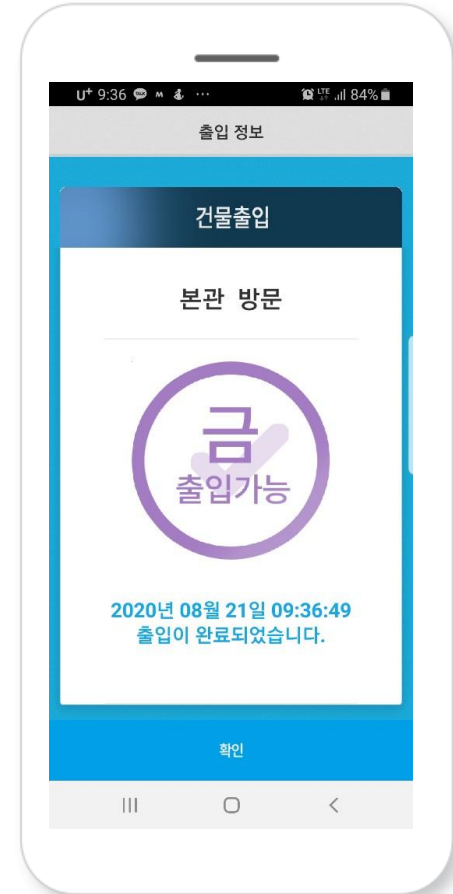 U+ 9:36 TALK M ···
LTE 84%
출입 정보
건물출입
본관 방문
금
출입가능
2020년 08월 21일 09:36:49
출입이 완료되었습니다.
확인